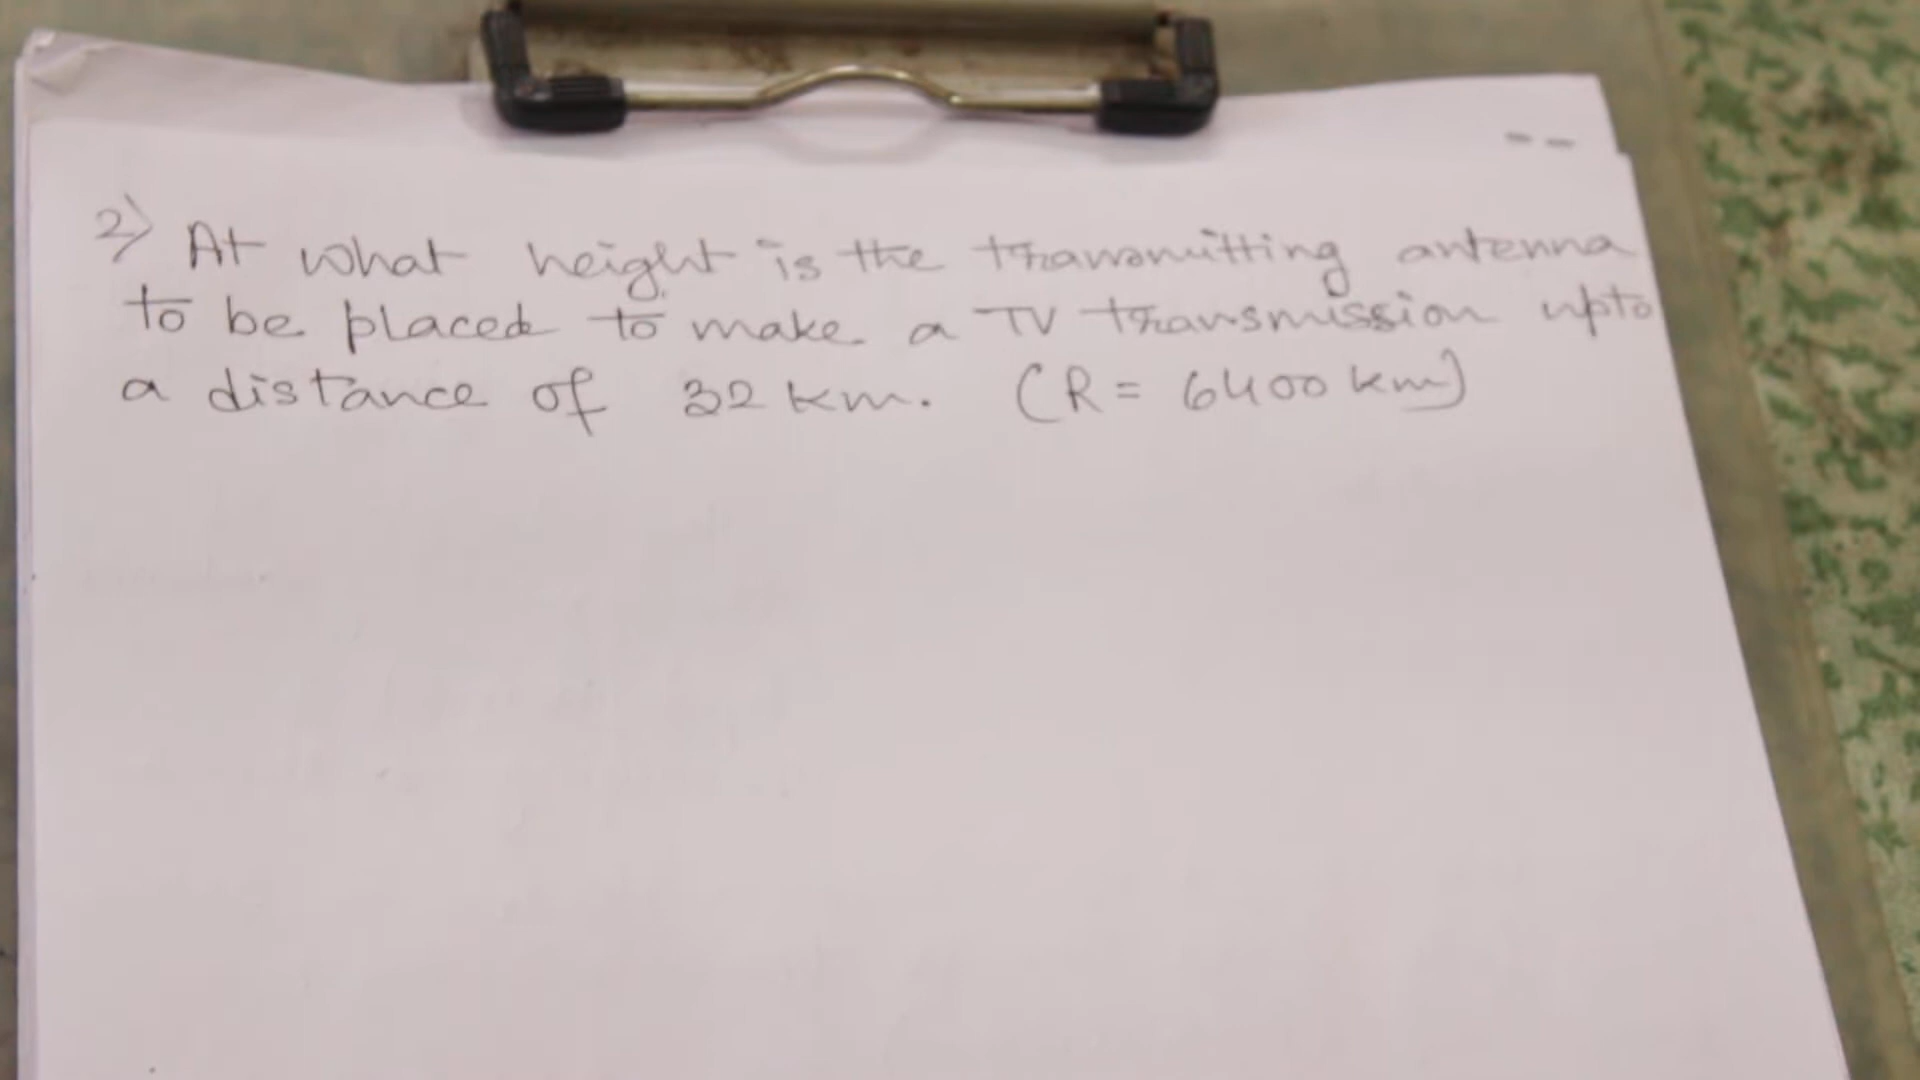 2) At what height is the transmitting antenna
to be placed to make a TV transmission upto
a distance of 32 km. (R = 6400 km)